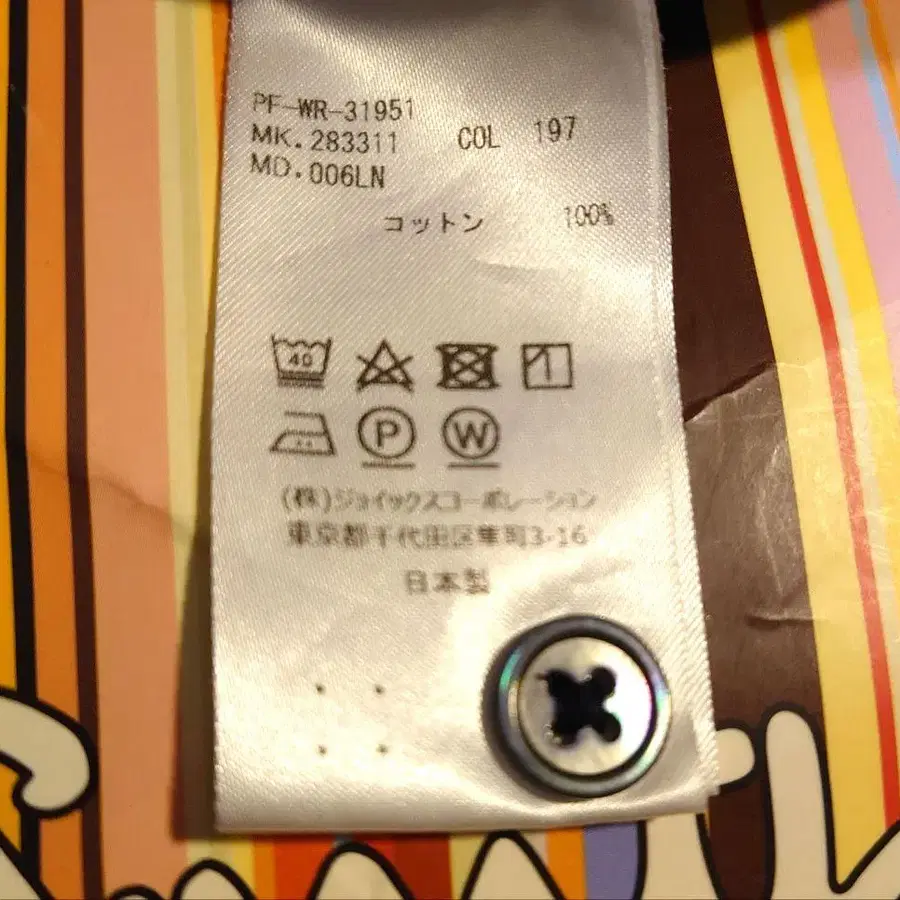 PF-WR-31951
MK.283311 COL 197
MD.006LN
コットン 100%
40
P W
(株)ジョイックスコーポレーション
東京都千代田区隼町3-16
日本製